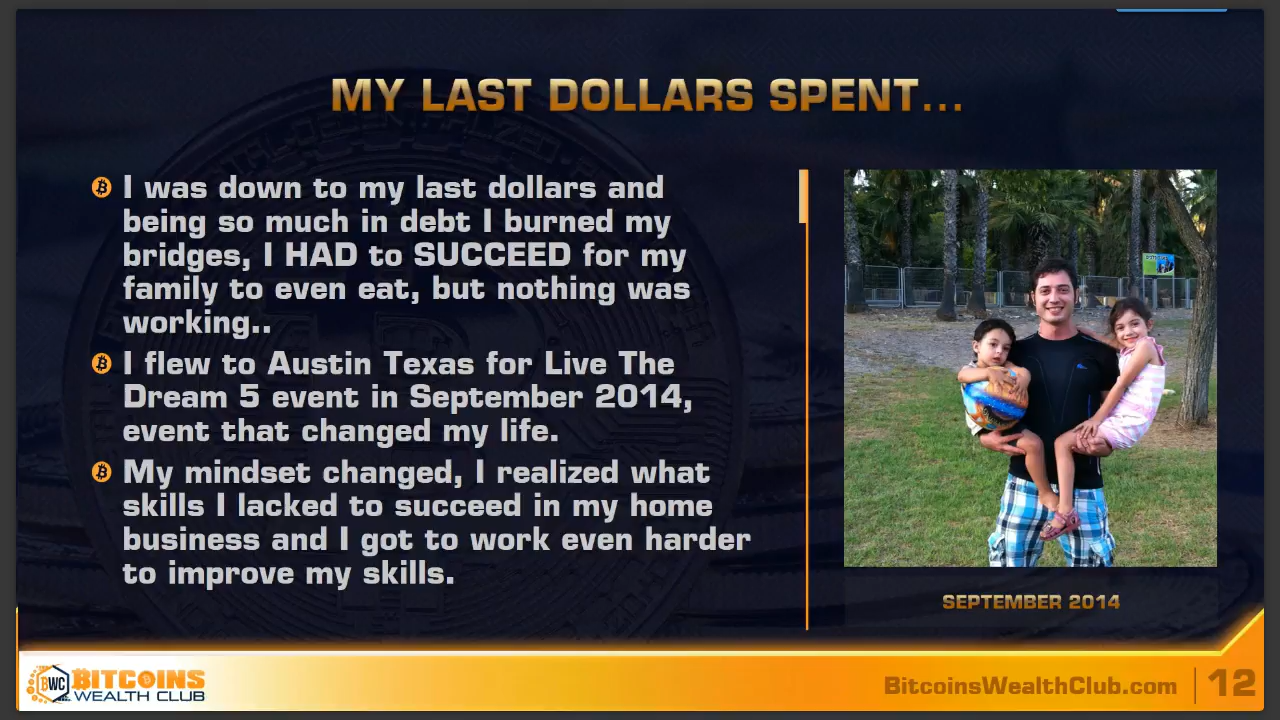 MY LAST DOLLARS SPENT...
I was down to my last dollars and
being so much in debt I burned my
bridges, I HAD to SUCCEED for my
family to even eat, but nothing was
working..
I flew to Austin Texas for Live The
Dream 5 event in September 2014,
event that changed my life.
My mindset changed, I realized what
skills I lacked to succeed in my home
business and I got to work even harder
to improve my skills.
SEPTEMBER 2014
BWC BITCOINS
WEALTH CLUB
BitcoinsWealthClub.com 12